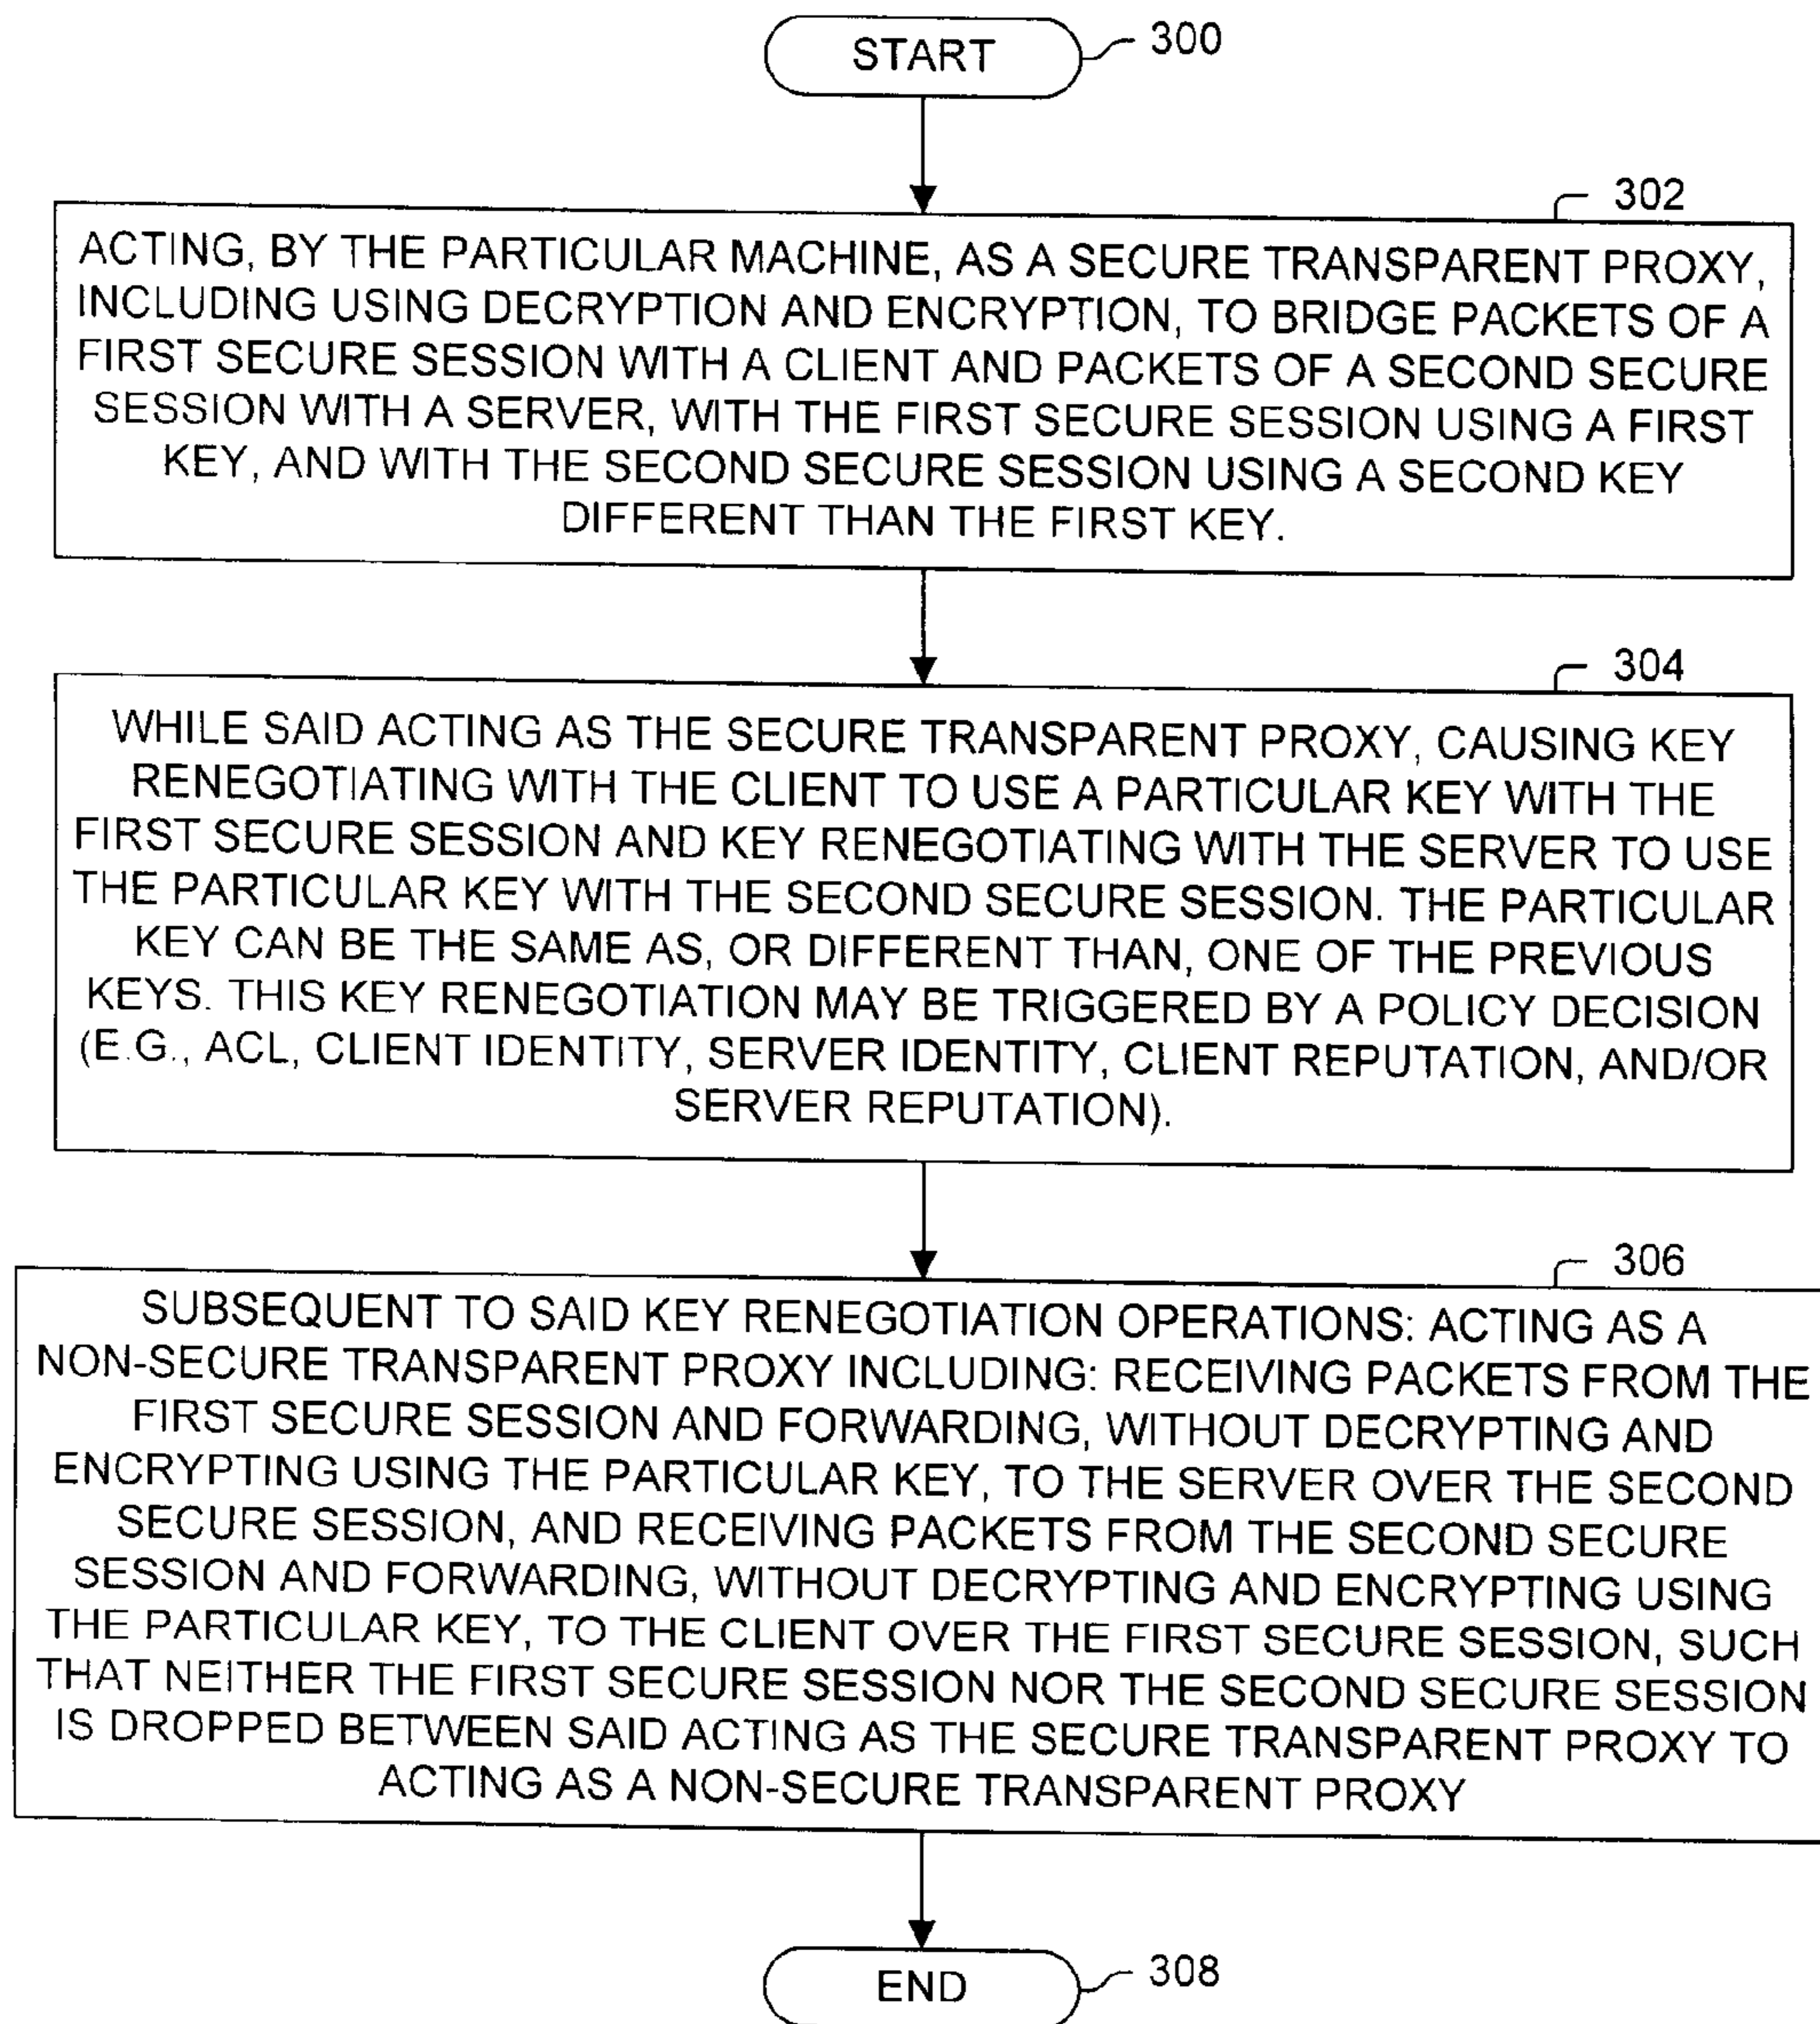 START
300
302
ACTING, BY THE PARTICULAR MACHINE, AS A SECURE TRANSPARENT PROXY,
INCLUDING USING DECRYPTION AND ENCRYPTION, TO BRIDGE PACKETS OF A
FIRST SECURE SESSION WITH A CLIENT AND PACKETS OF A SECOND SECURE
SESSION WITH A SERVER, WITH THE FIRST SECURE SESSION USING A FIRST
KEY, AND WITH THE SECOND SECURE SESSION USING A SECOND KEY
DIFFERENT THAN THE FIRST KEY.
304
WHILE SAID ACTING AS THE SECURE TRANSPARENT PROXY, CAUSING KEY
RENEGOTIATING WITH THE CLIENT TO USE A PARTICULAR KEY WITH THE
FIRST SECURE SESSION AND KEY RENEGOTIATING WITH THE SERVER TO USE
THE PARTICULAR KEY WITH THE SECOND SECURE SESSION. THE PARTICULAR
KEY CAN BE THE SAME AS, OR DIFFERENT THAN, ONE OF THE PREVIOUS
KEYS. THIS KEY RENEGOTIATION MAY BE TRIGGERED BY A POLICY DECISION
(E.G., ACL, CLIENT IDENTITY, SERVER IDENTITY, CLIENT REPUTATION, AND/OR
SERVER REPUTATION).
306
SUBSEQUENT TO SAID KEY RENEGOTIATION OPERATIONS: ACTING AS A
NON-SECURE TRANSPARENT PROXY INCLUDING: RECEIVING PACKETS FROM THE
FIRST SECURE SESSION AND FORWARDING, WITHOUT DECRYPTING AND
ENCRYPTING USING THE PARTICULAR KEY, TO THE SERVER OVER THE SECOND
SECURE SESSION, AND RECEIVING PACKETS FROM THE SECOND SECURE
SESSION AND FORWARDING, WITHOUT DECRYPTING AND ENCRYPTING USING
THE PARTICULAR KEY, TO THE CLIENT OVER THE FIRST SECURE SESSION, SUCH
THAT NEITHER THE FIRST SECURE SESSION NOR THE SECOND SECURE SESSION
IS DROPPED BETWEEN SAID ACTING AS THE SECURE TRANSPARENT PROXY TO
ACTING AS A NON-SECURE TRANSPARENT PROXY
END
308